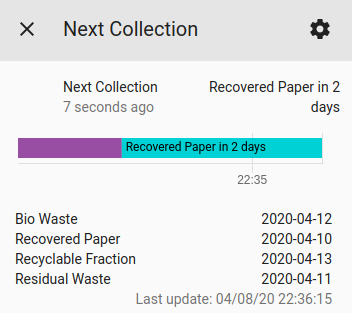 Next Collection
Next Collection
Recovered Paper in 2
days
7 seconds ago
Recovered Paper in 2 days
22:35
Bio Waste 2020-04-12
Recovered Paper 2020-04-10
Recyclable Fraction 2020-04-13
Residual Waste 2020-04-11
Last update: 04/08/20 22:36:15